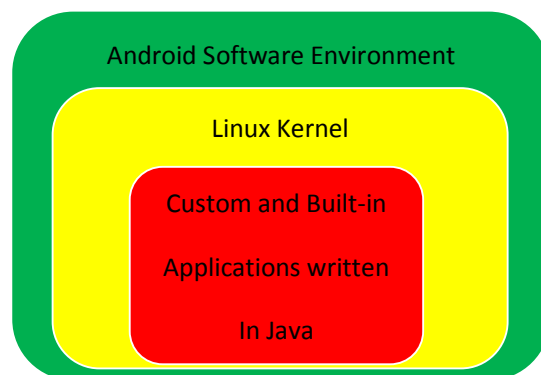 Android Software Environment
Linux Kernel
Custom and Built-in
Applications written
In Java